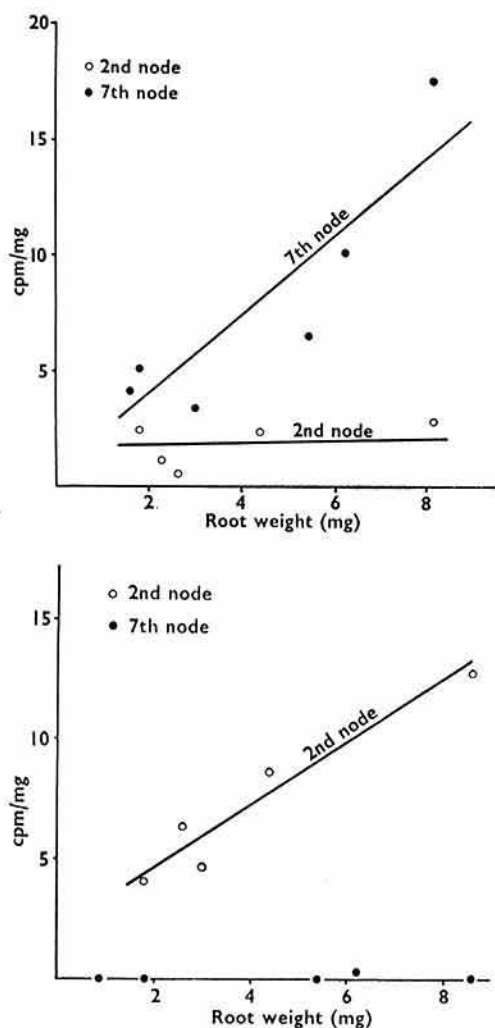 20
15
10
5
cpm/mg
2nd node
7th node
7th node
2nd node
2 4 6 8
Root weight (mg)
15
10
5
cpm/mg
2nd node
7th node
2nd node
2 4 6 8
Root weight (mg)